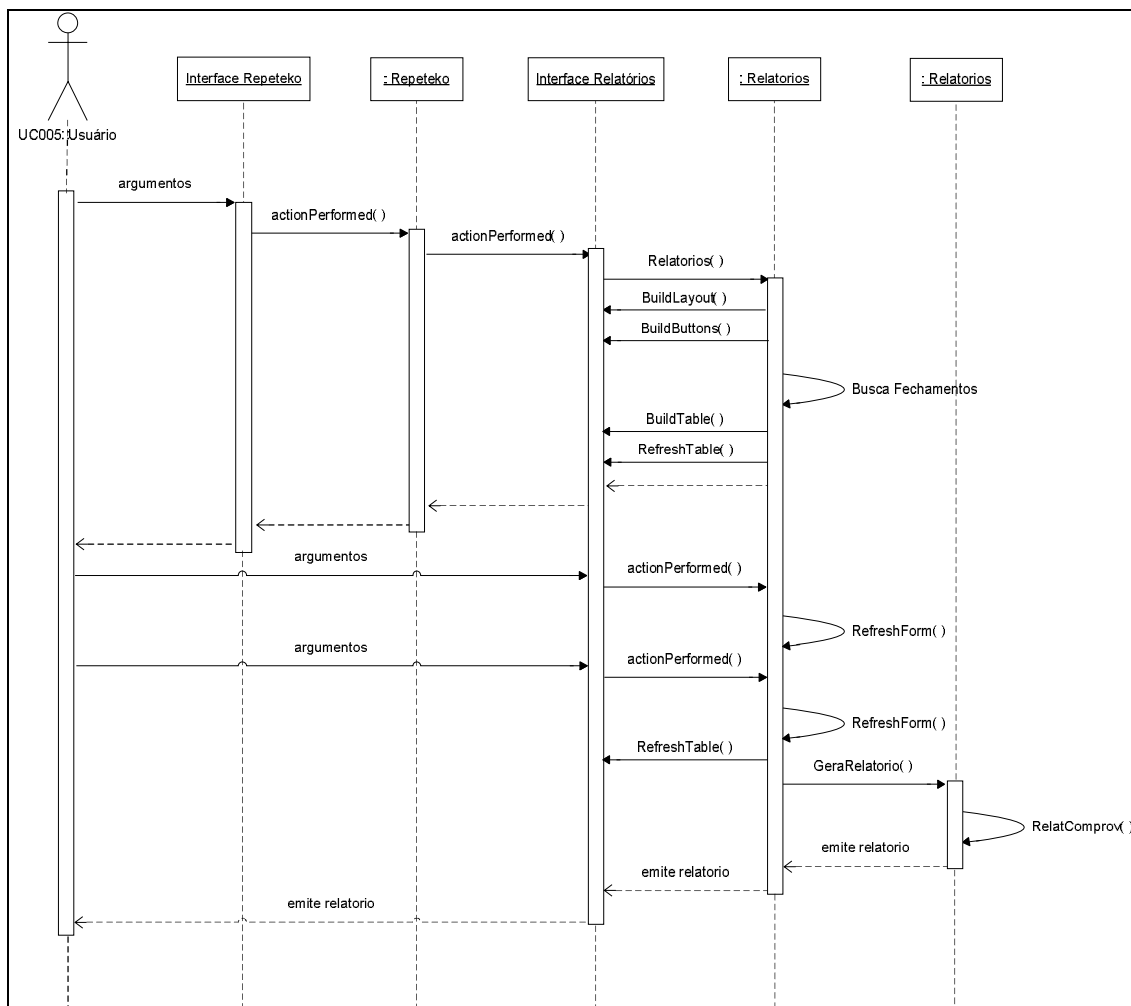 Interface Repeteko
: Repeteko
Interface Relatórios
: Relatorios
: Relatorios
UC005: Usuário
argumentos
actionPerformed( )
actionPerformed( )
Relatorios( )
BuildLayout( )
BuildButtons( )
Busca Fechamentos
BuildTable( )
RefreshTable( )
argumentos
actionPerformed( )
RefreshForm( )
argumentos
actionPerformed( )
RefreshForm( )
RefreshTable( )
GeraRelatorio( )
RelatComprov( )
emite relatorio
emite relatorio
emite relatorio